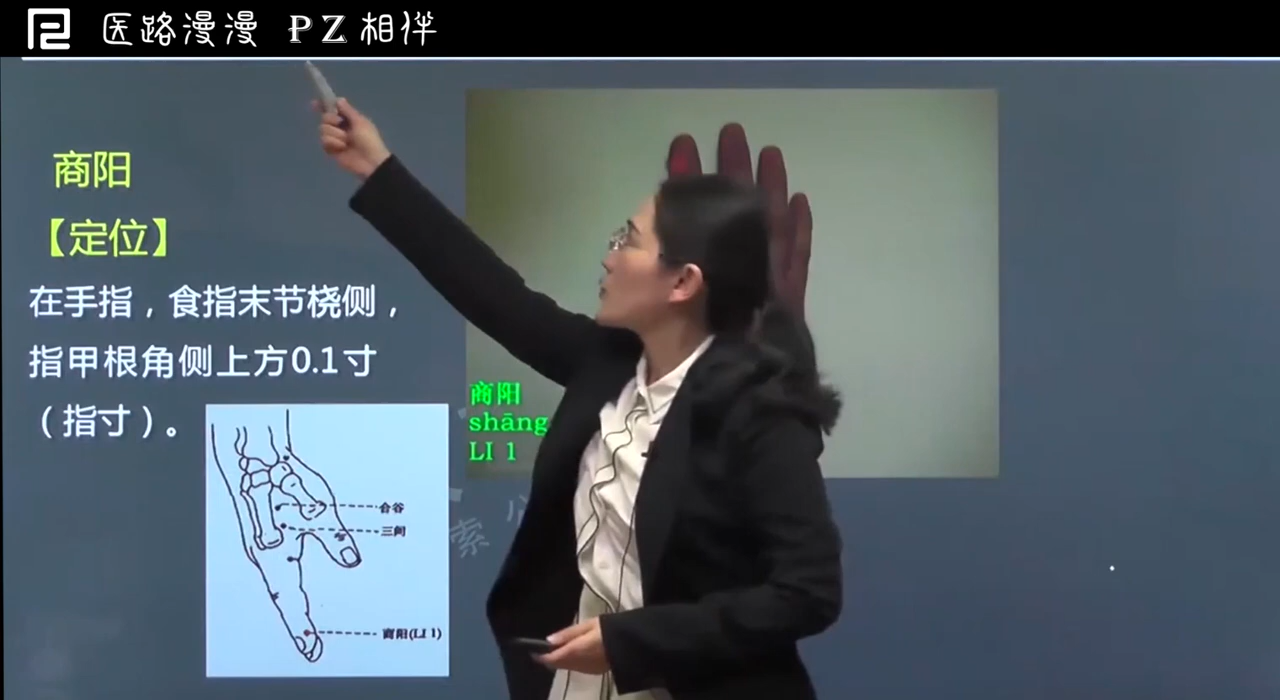 医路漫漫 PZ相伴
商阳
【定位】
在手指，食指末节桡侧，
指甲根角侧上方0.1寸
（指寸）。
合谷
三间
商阳(LI 1)
商阳
shāng
LI 1
索